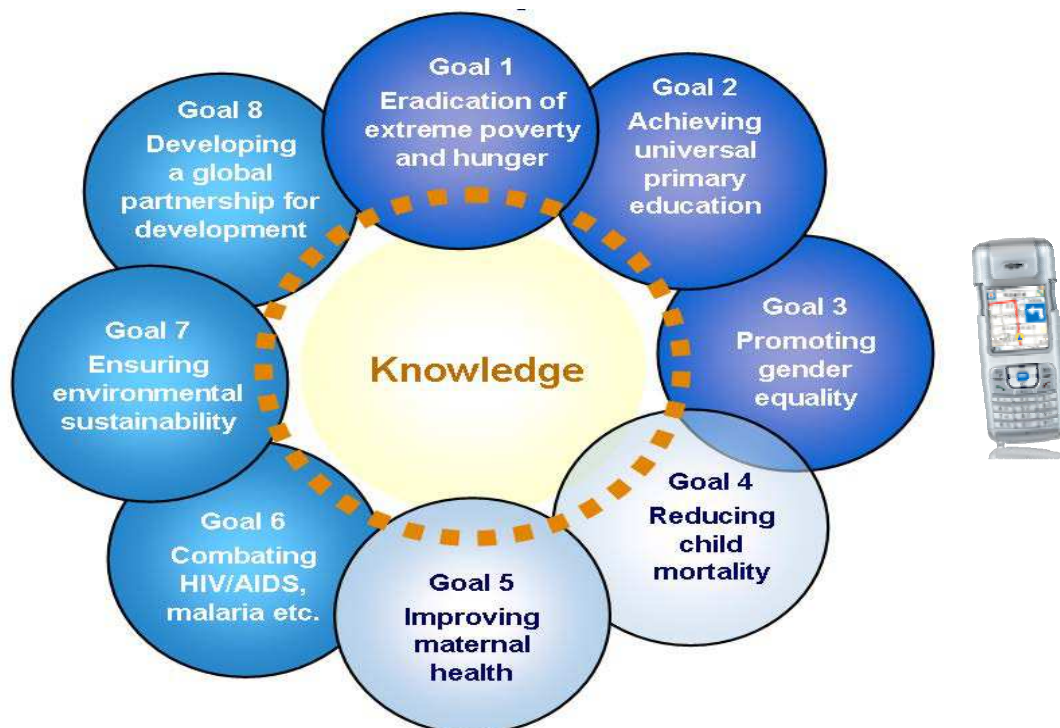 Goal 1
Eradication of
extreme poverty
and hunger
Goal 2
Achieving
universal
primary
education
Goal 3
Promoting
gender
equality
Goal 4
Reducing
child
mortality
Goal 5
Improving
maternal
health
Goal 6
Combating
HIV/AIDS,
malaria etc.
Goal 7
Ensuring
environmental
sustainability
Goal 8
Developing
a global
partnership for
development
Knowledge